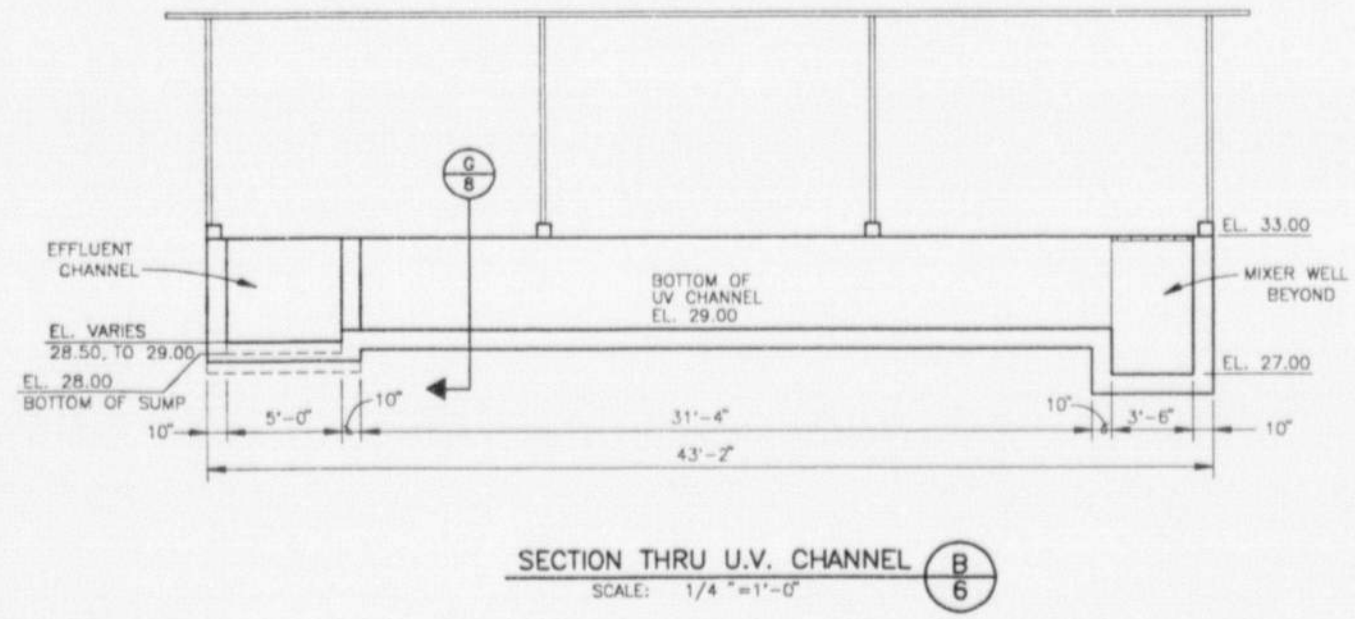 G
8
EL. 33.00
EFFLUENT
CHANNEL
BOTTOM OF
UV CHANNEL
EL. 29.00
MIXER WELL
BEYOND
EL. VARIES
28.50, TO 29.00
EL. 27.00
EL. 28.00
BOTTOM OF SUMP
10"
5'-0"
10"
31'-4"
10"
3'-6"
10"
43'-2"
SECTION THRU U.V. CHANNEL
B
6
SCALE: 1/4 "=1'-0"